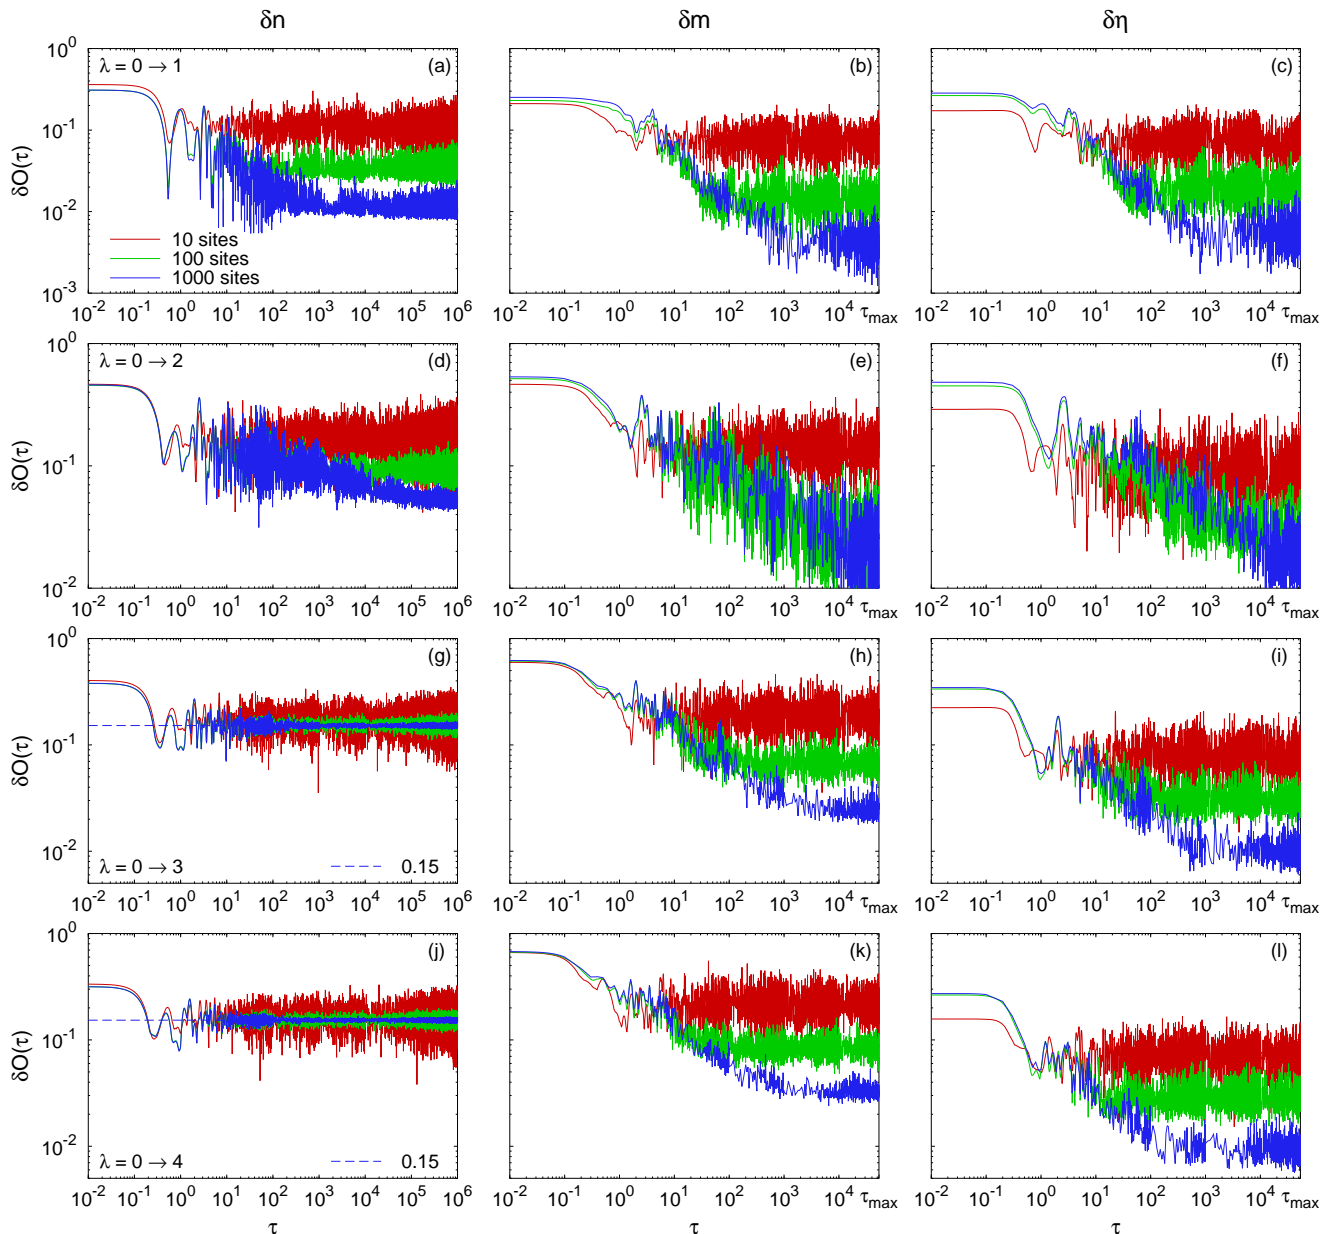 δn δm δη
10⁰ 10⁻¹ 10⁻² 10⁻³
δO(τ)
λ = 0 → 1 (a) (b) (c)
10 sites
100 sites
1000 sites
10⁻² 10⁻¹ 10⁰ 10¹ 10² 10³ 10⁴ 10⁵ 10⁶ 10⁻² 10⁻¹ 10⁰ 10¹ 10² 10³ 10⁴ τmax 10⁻² 10⁻¹ 10⁰ 10¹ 10² 10³ 10⁴ τmax
10⁰ 10⁻¹ 10⁻²
δO(τ)
λ = 0 → 2 (d) (e) (f)
10⁻² 10⁻¹ 10⁰ 10¹ 10² 10³ 10⁴ 10⁵ 10⁶ 10⁻² 10⁻¹ 10⁰ 10¹ 10² 10³ 10⁴ τmax 10⁻² 10⁻¹ 10⁰ 10¹ 10² 10³ 10⁴ τmax
10⁰ 10⁻¹ 10⁻²
δO(τ)
(g) (h) (i)
λ = 0 → 3 0.15
10⁻² 10⁻¹ 10⁰ 10¹ 10² 10³ 10⁴ 10⁵ 10⁶ 10⁻² 10⁻¹ 10⁰ 10¹ 10² 10³ 10⁴ τmax 10⁻² 10⁻¹ 10⁰ 10¹ 10² 10³ 10⁴ τmax
10⁰ 10⁻¹ 10⁻²
δO(τ)
(j) (k) (l)
λ = 0 → 4 0.15
10⁻² 10⁻¹ 10⁰ 10¹ 10² 10³ 10⁴ 10⁵ 10⁶ 10⁻² 10⁻¹ 10⁰ 10¹ 10² 10³ 10⁴ τmax 10⁻² 10⁻¹ 10⁰ 10¹ 10² 10³ 10⁴ τmax
τ τ τ